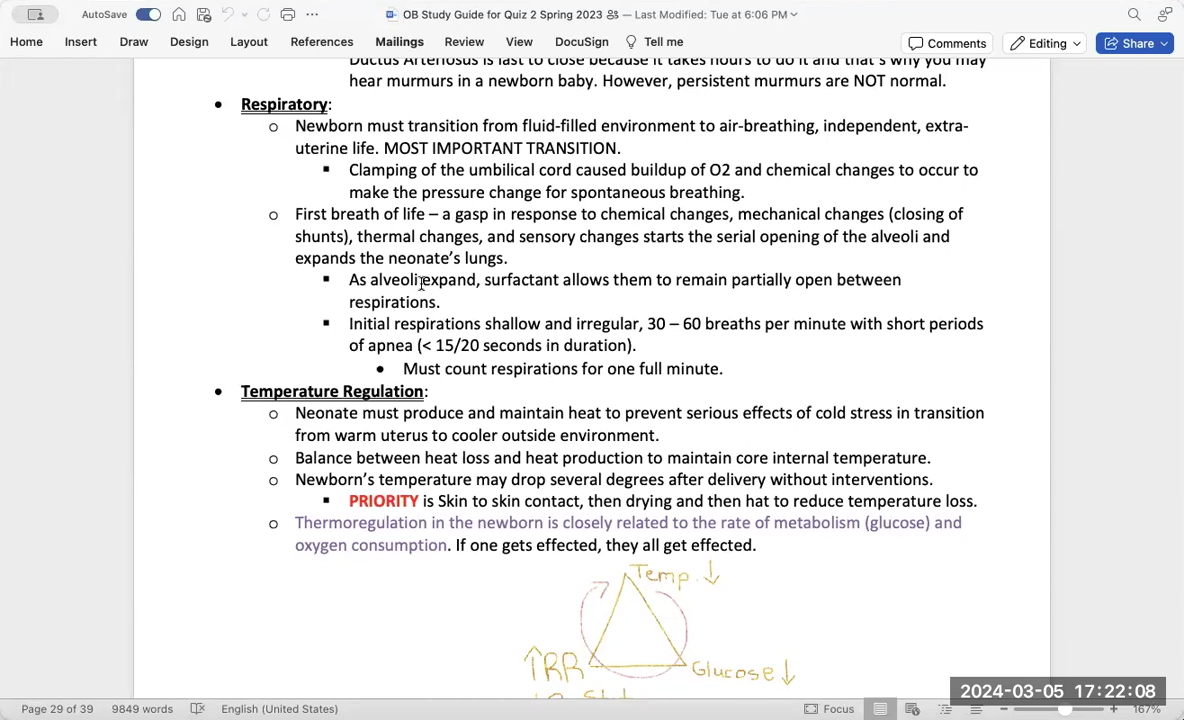 AutoSave
OB Study Guide for Quiz 2 Spring 2023 — Last Modified: Tue at 6:06 PM
Home Insert Draw Design Layout References Mailings Review View DocuSign Tell me
Comments Editing Share
Ductus Arteriosus is last to close because it takes hours to do it and that's why you may
hear murmurs in a newborn baby. However, persistent murmurs are NOT normal.
• Respiratory:
o Newborn must transition from fluid-filled environment to air-breathing, independent, extra-
uterine life. MOST IMPORTANT TRANSITION.
▪ Clamping of the umbilical cord caused buildup of O2 and chemical changes to occur to
make the pressure change for spontaneous breathing.
o First breath of life – a gasp in response to chemical changes, mechanical changes (closing of
shunts), thermal changes, and sensory changes starts the serial opening of the alveoli and
expands the neonate's lungs.
▪ As alveoli expand, surfactant allows them to remain partially open between
respirations.
▪ Initial respirations shallow and irregular, 30 – 60 breaths per minute with short periods
of apnea (< 15/20 seconds in duration).
• Must count respirations for one full minute.
• Temperature Regulation:
o Neonate must produce and maintain heat to prevent serious effects of cold stress in transition
from warm uterus to cooler outside environment.
o Balance between heat loss and heat production to maintain core internal temperature.
o Newborn's temperature may drop several degrees after delivery without interventions.
▪ PRIORITY is Skin to skin contact, then drying and then hat to reduce temperature loss.
o Thermoregulation in the newborn is closely related to the rate of metabolism (glucose) and
oxygen consumption. If one gets effected, they all get effected.
Temp. ↓
↑RR
Glucose ↓
2024-03-05 17:22:08
Page 29 of 39 9849 words English (United States) Focus 167%